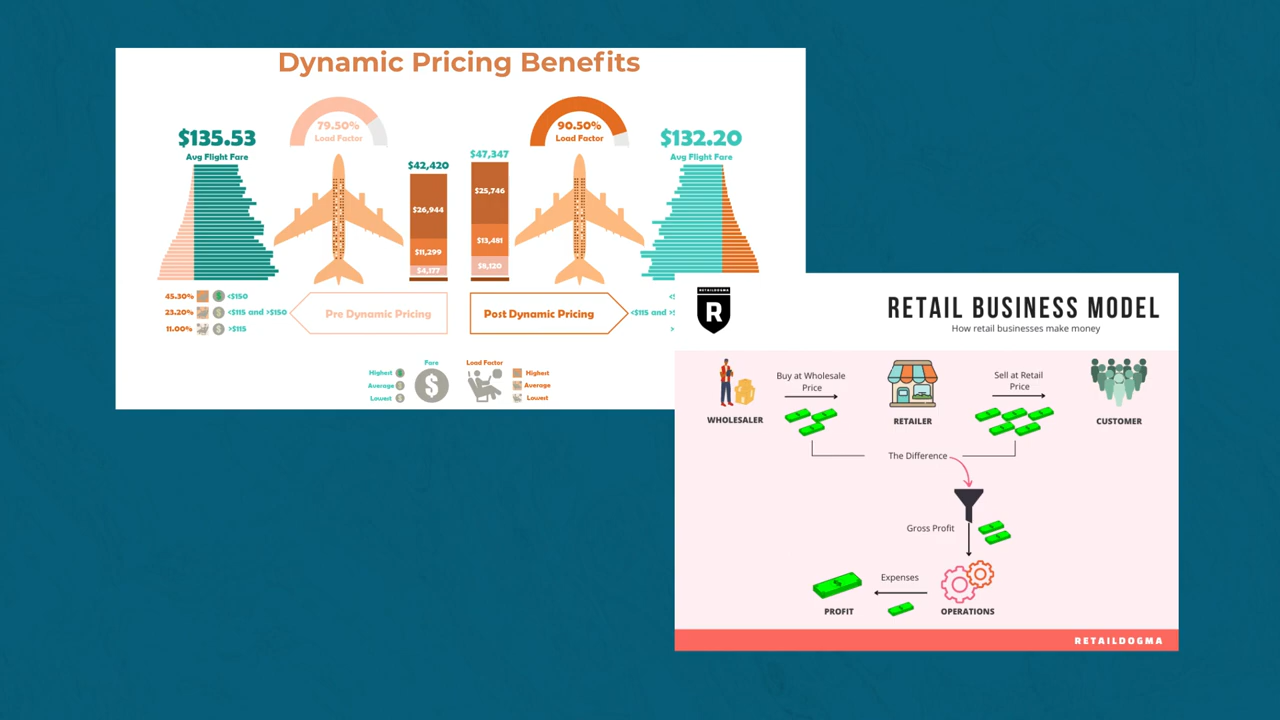 Dynamic Pricing Benefits
$135.53
Avg Flight Fare
79.50%
Load Factor
$42,420
$26,944
$11,299
$4,177
$47,347
$25,746
$13,481
$8,120
90.50%
Load Factor
$132.20
Avg Flight Fare
45.30%
<$150
23.20%
<$115 and >$150
11.00%
>$115
Pre Dynamic Pricing
Post Dynamic Pricing
<$115 and >
Fare
Highest
Average
Lowest
Load Factor
Highest
Average
Lowest
RETAILDOGMA
R
RETAIL BUSINESS MODEL
How retail businesses make money
WHOLESALER
Buy at Wholesale
Price
RETAILER
Sell at Retail
Price
CUSTOMER
The Difference
Gross Profit
OPERATIONS
Expenses
PROFIT
RETAILDOGMA